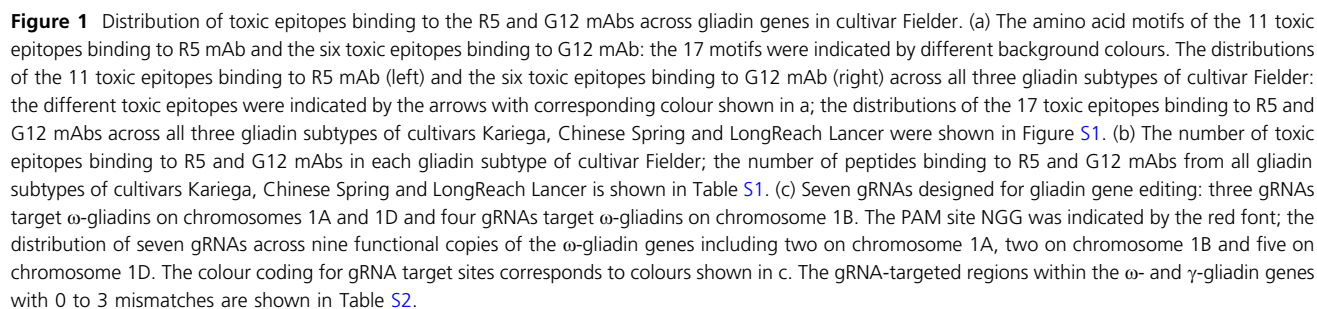 Figure 1 Distribution of toxic epitopes binding to the R5 and G12 mAbs across gliadin genes in cultivar Fielder. (a) The amino acid motifs of the 11 toxic
epitopes binding to R5 mAb and the six toxic epitopes binding to G12 mAb: the 17 motifs were indicated by different background colours. The distributions
of the 11 toxic epitopes binding to R5 mAb (left) and the six toxic epitopes binding to G12 mAb (right) across all three gliadin subtypes of cultivar Fielder:
the different toxic epitopes were indicated by the arrows with corresponding colour shown in a; the distributions of the 17 toxic epitopes binding to R5 and
G12 mAbs across all three gliadin subtypes of cultivars Kariega, Chinese Spring and LongReach Lancer were shown in Figure S1. (b) The number of toxic
epitopes binding to R5 and G12 mAbs in each gliadin subtype of cultivar Fielder; the number of peptides binding to R5 and G12 mAbs from all gliadin
subtypes of cultivars Kariega, Chinese Spring and LongReach Lancer is shown in Table S1. (c) Seven gRNAs designed for gliadin gene editing: three gRNAs
target ω-gliadins on chromosomes 1A and 1D and four gRNAs target ω-gliadins on chromosome 1B. The PAM site NGG was indicated by the red font; the
distribution of seven gRNAs across nine functional copies of the ω-gliadin genes including two on chromosome 1A, two on chromosome 1B and five on
chromosome 1D. The colour coding for gRNA target sites corresponds to colours shown in c. The gRNA-targeted regions within the ω- and γ-gliadin genes
with 0 to 3 mismatches are shown in Table S2.